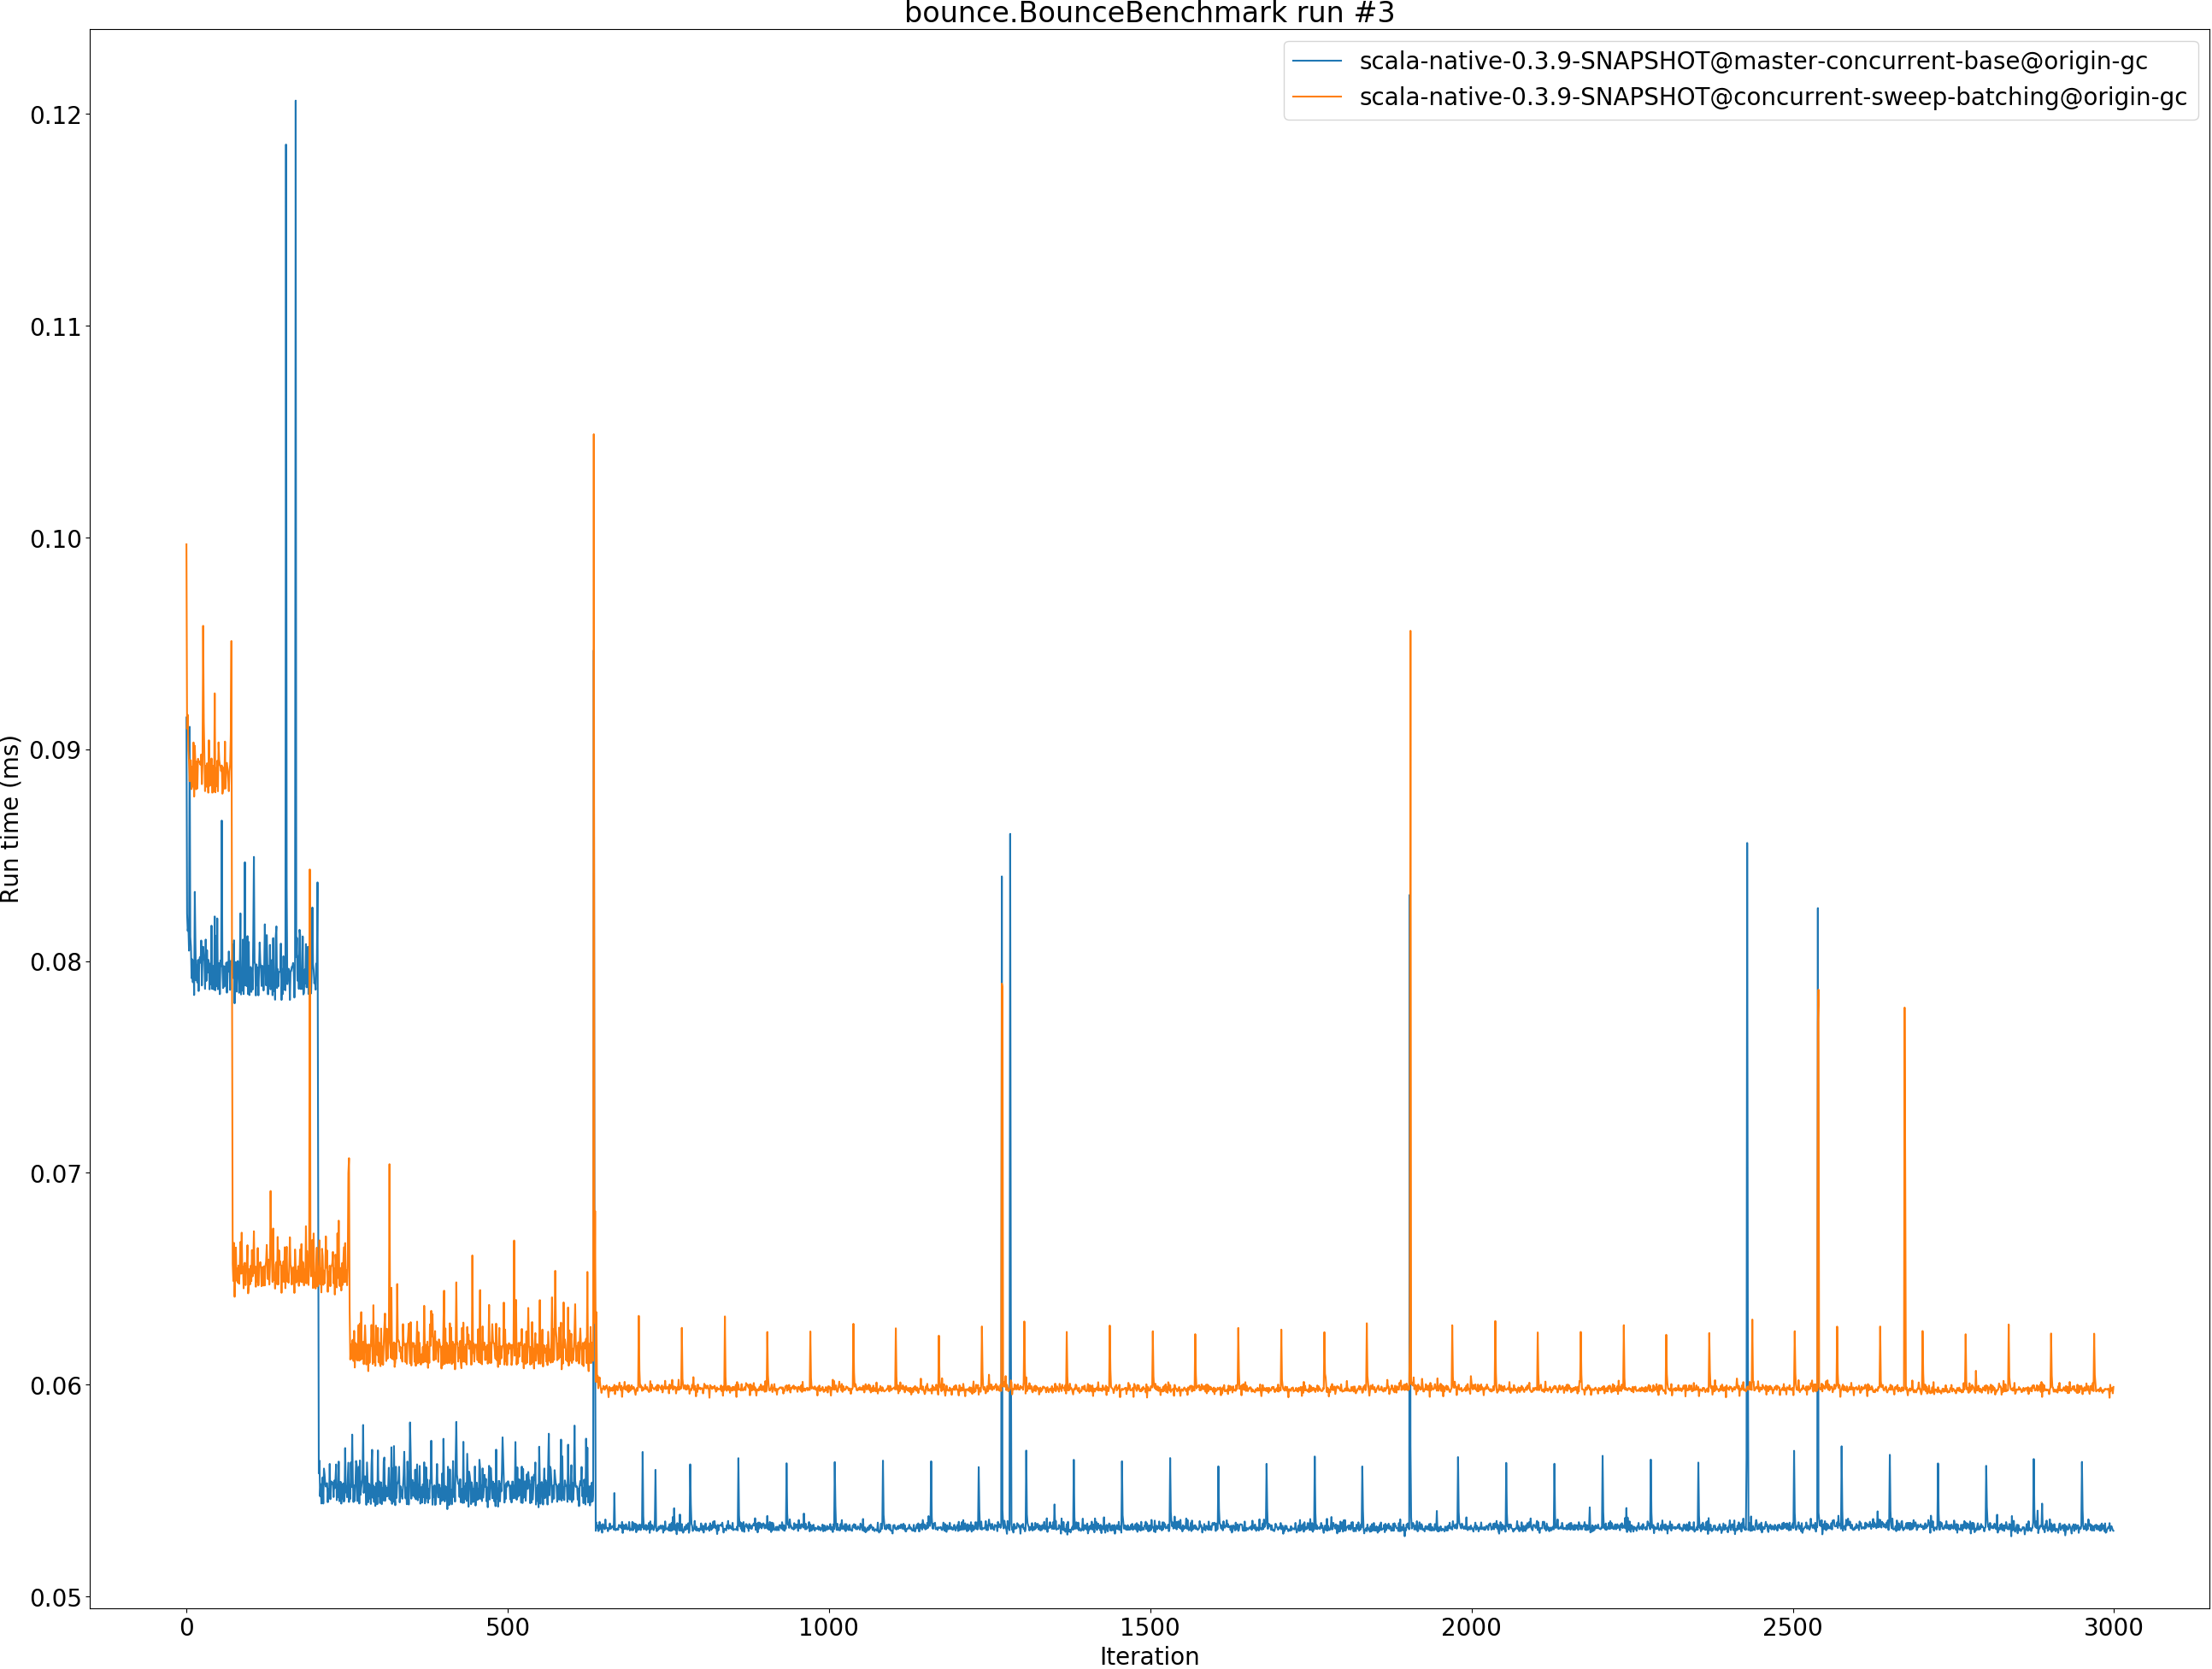 bounce.BounceBenchmark run #3
scala-native-0.3.9-SNAPSHOT@master-concurrent-base@origin-gc
scala-native-0.3.9-SNAPSHOT@concurrent-sweep-batching@origin-gc
0.12
0.11
0.10
0.09
0.08
0.07
0.06
0.05
Run time (ms)
0 500 1000 1500 2000 2500 3000
Iteration